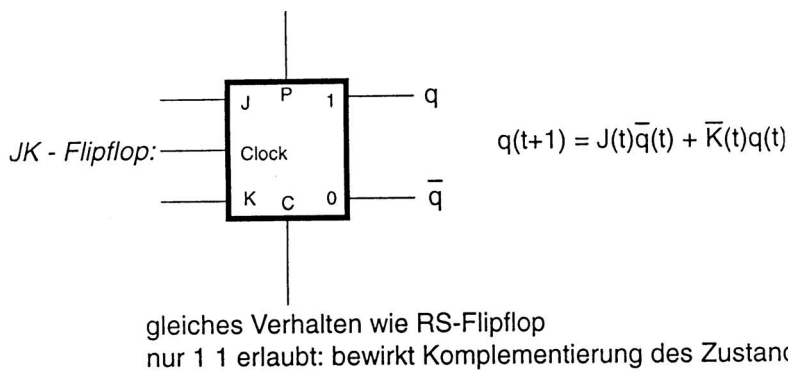 J P 1 q
JK - Flipflop: Clock
K C 0 q̅
q(t+1) = J(t)q̅(t) + K̅(t)q(t)
gleiches Verhalten wie RS-Flipflop
nur 1 1 erlaubt: bewirkt Komplementierung des Zustand